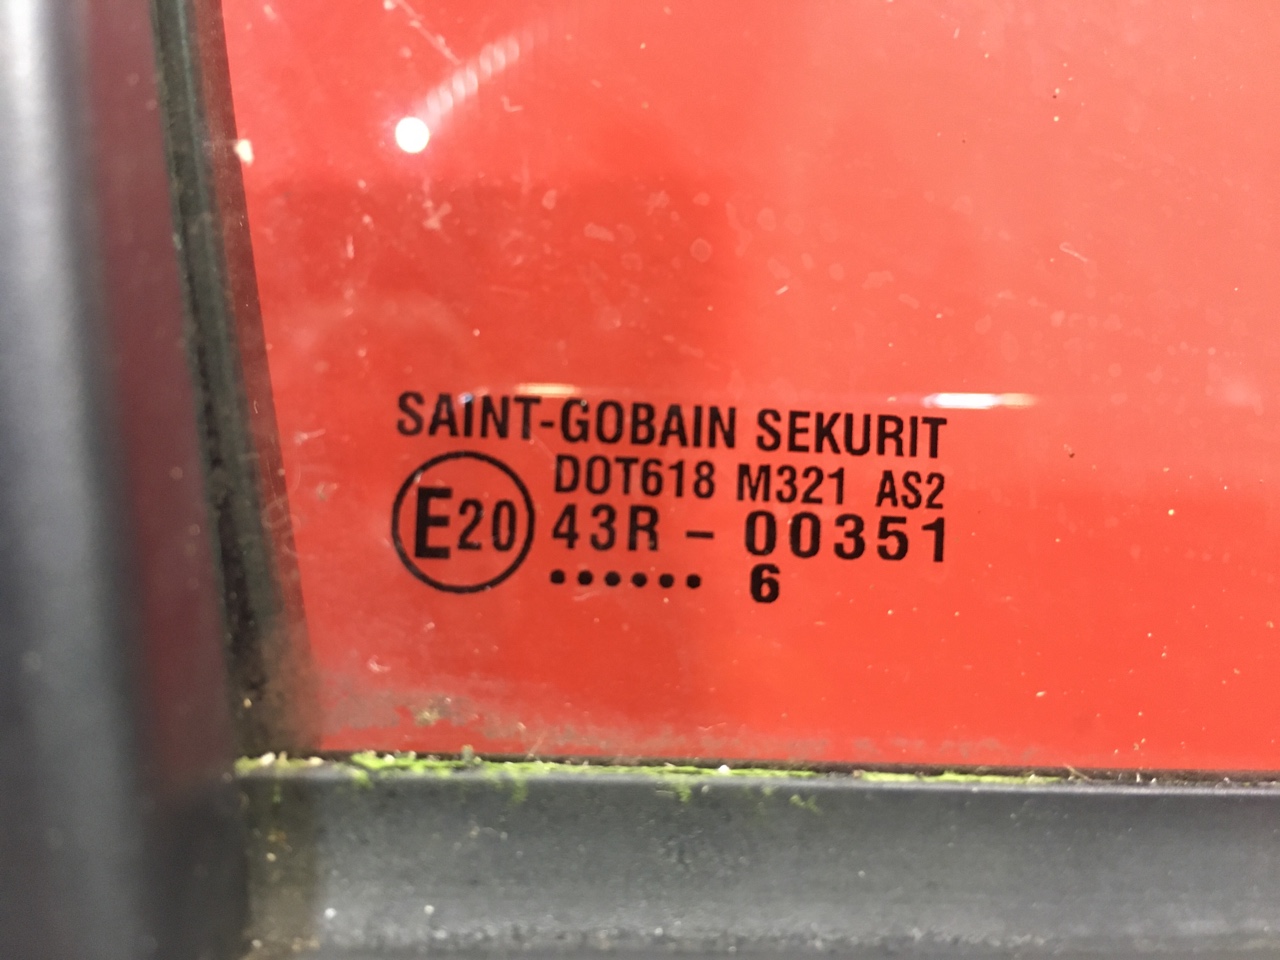 SAINT-GOBAIN SEKURIT
DOT618 M321 AS2
E20 43R - 00351
...... 6